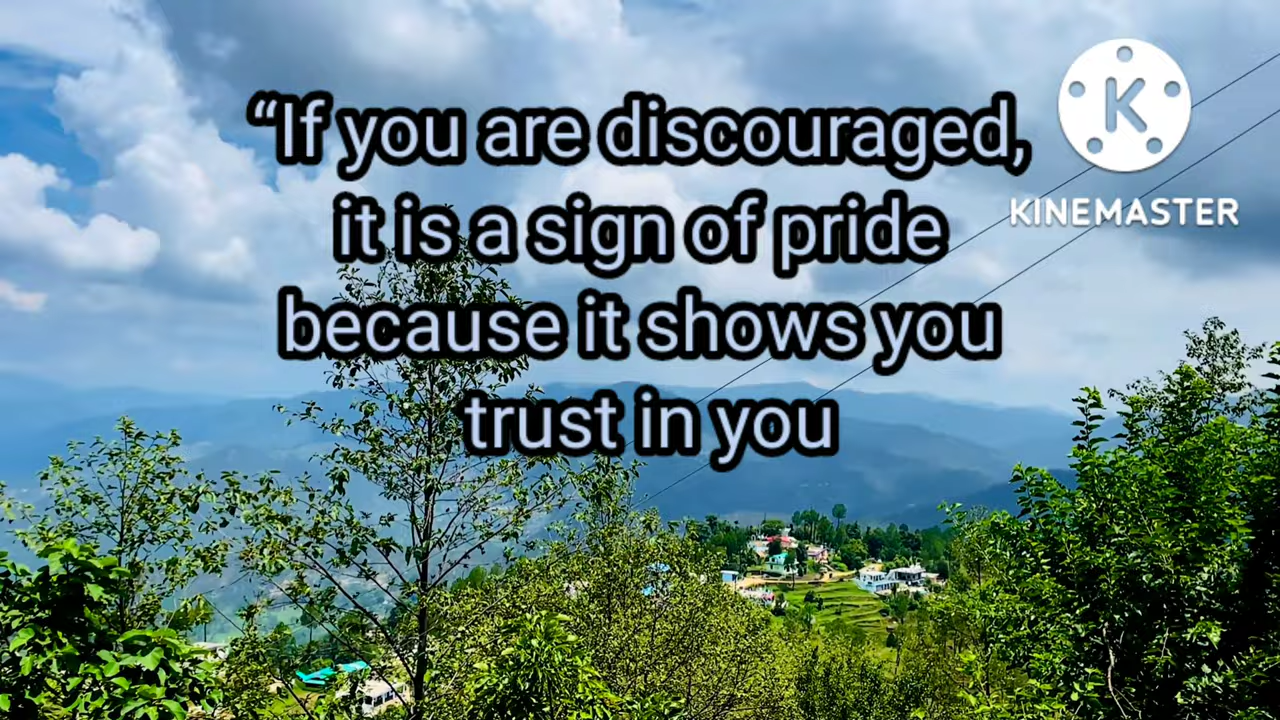 “If you are discouraged,
it is a sign of pride
because it shows you
trust in you
K
KINEMASTER